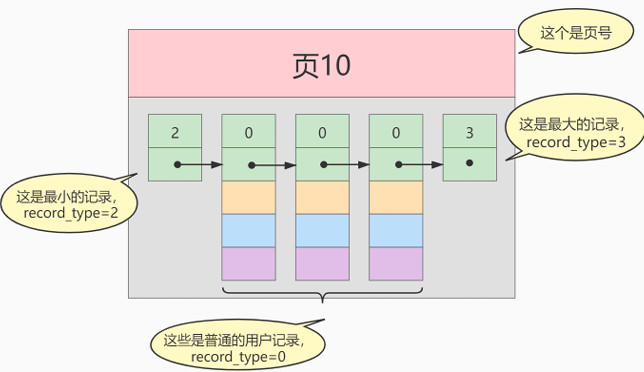 这个是页号
页10
2 0 0 0 3
这是最大的记录,
record_type=3
这是最小的记录,
record_type=2
这些是普通的用户记录,
record_type=0